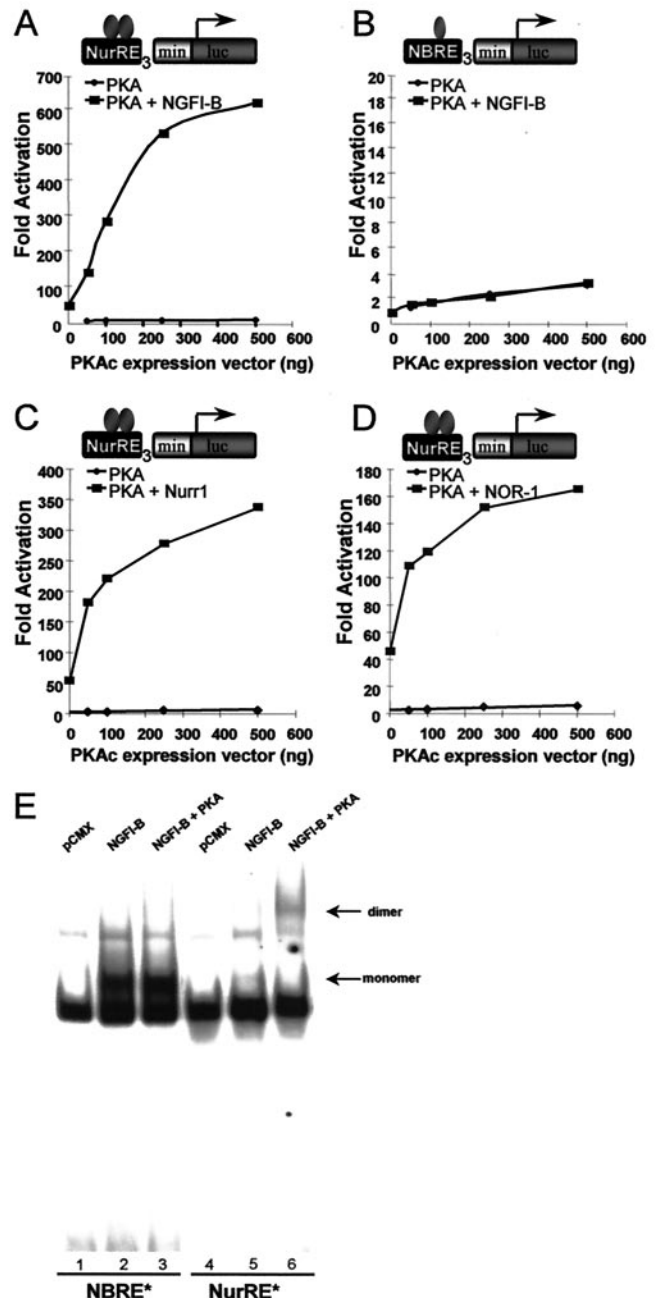 A
NurRE 3 min luc
700
600
500
400
300
200
100
0
Fold Activation
PKA
PKA + NGFI-B
0 100 200 300 400 500 600
PKAc expression vector (ng)
B
NBRE 3 min luc
20
18
16
14
12
10
8
6
4
2
0
Fold Activation
PKA
PKA + NGFI-B
0 100 200 300 400 500 600
PKAc expression vector (ng)
C
NurRE 3 min luc
400
350
300
250
200
150
100
50
0
Fold Activation
PKA
PKA + Nurr1
0 100 200 300 400 500 600
PKAc expression vector (ng)
D
NurRE 3 min luc
180
160
140
120
100
80
60
40
20
0
Fold Activation
PKA
PKA + NOR-1
0 100 200 300 400 500 600
PKAc expression vector (ng)
E
pCMX NGFI-B NGFI-B + PKA pCMX NGFI-B NGFI-B + PKA
dimer
monomer
1 2 3 4 5 6
NBRE* NurRE*